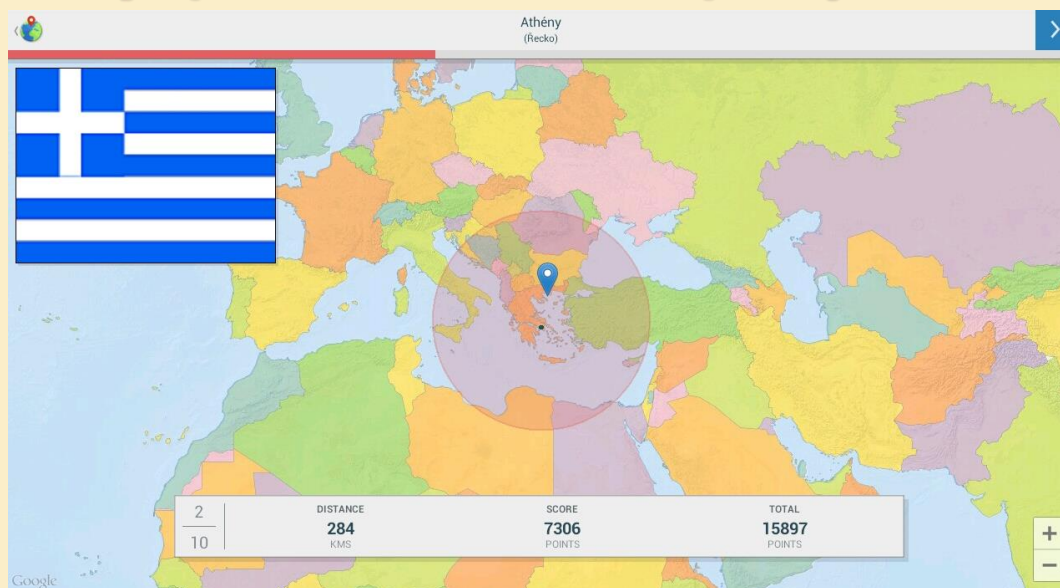 Athény
(Řecko)
2
10
DISTANCE
284
KMS
SCORE
7306
POINTS
TOTAL
15897
POINTS
Google